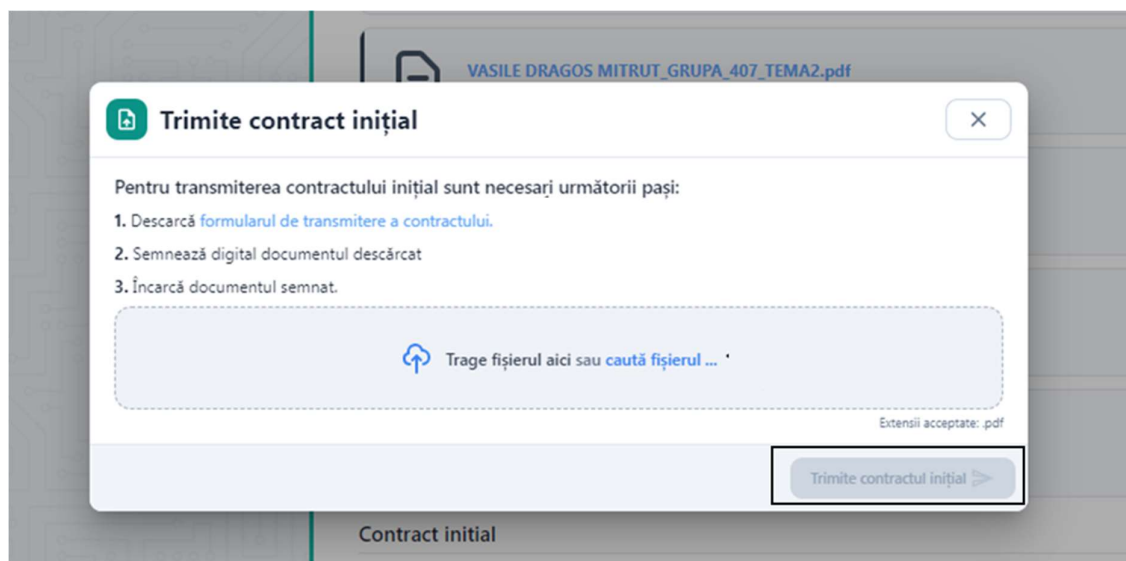 VASILE DRAGOS MITRUT_GRUPA_407_TEMA2.pdf
Trimite contract inițial
Pentru transmiterea contractului inițial sunt necesari următorii pași:
1. Descarcă formularul de transmitere a contractului.
2. Semnează digital documentul descărcat
3. Încarcă documentul semnat.
Trage fișierul aici sau caută fișierul ...
Extensii acceptate: .pdf
Trimite contractul inițial
Contract initial